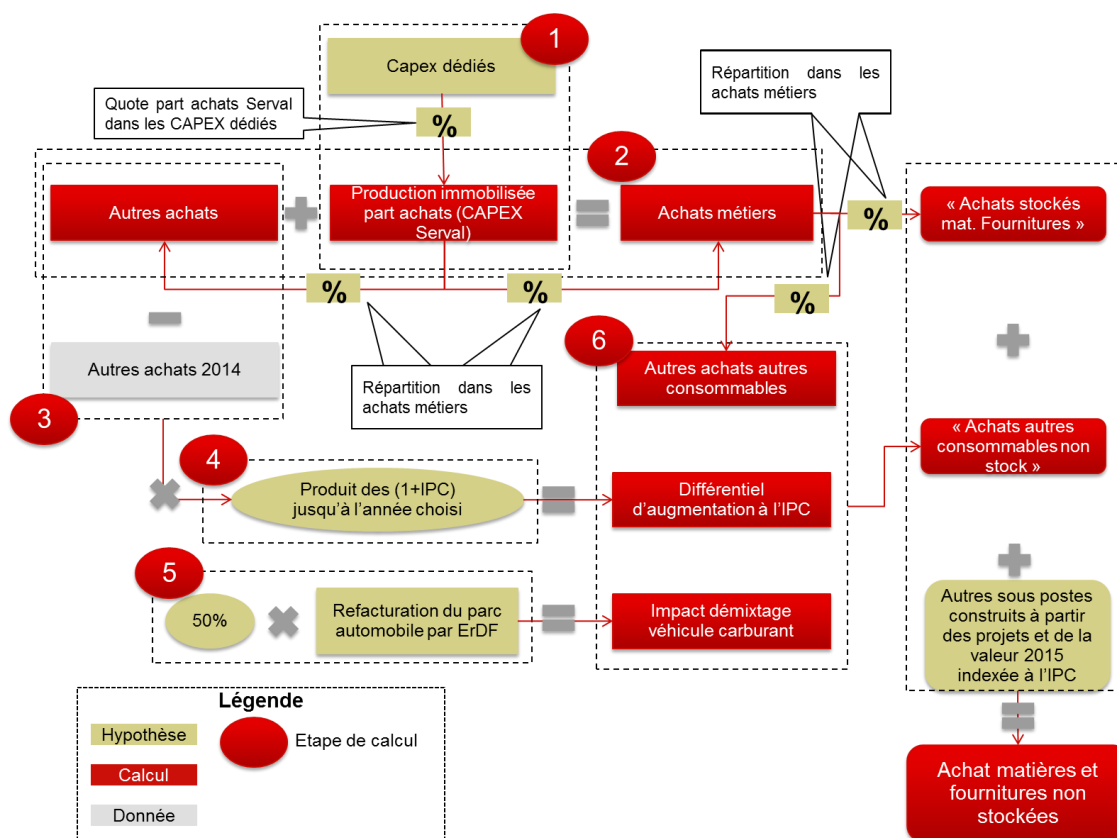 1
Capex dédiés
Répartition dans les
achats métiers
Quote part achats Serval
dans les CAPEX dédiés
%
2
Autres achats
Production immobilisée
part achats (CAPEX
Serval)
Achats métiers
%
« Achats stockés
mat. Fournitures »
%
%
%
Autres achats 2014
3
Répartition dans les
achats métiers
6
Autres achats autres
consommables
« Achats autres
consommables non
stock »
4
Produit des (1+IPC)
jusqu'à l'année choisi
Différentiel
d'augmentation à l'IPC
5
50%
Refacturation du parc
automobile par ErDF
Impact démixtage
véhicule carburant
Autres sous postes
construits à partir
des projets et de la
valeur 2015
indexée à l'IPC
Légende
Hypothèse
Etape de calcul
Calcul
Donnée
Achat matières et
fournitures non
stockées